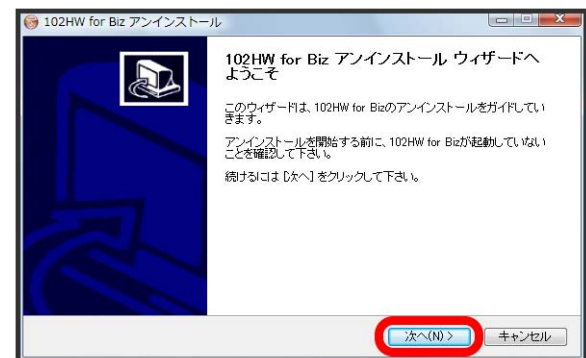 102HW for Biz アンインストール
102HW for Biz アンインストール ウィザードへ
ようこそ
このウィザードは、102HW for Bizのアンインストールをガイドしてい
きます。
アンインストールを開始する前に、102HW for Bizが起動していない
ことを確認して下さい。
続けるには [次へ] をクリックして下さい。
次へ(N) >
キャンセル